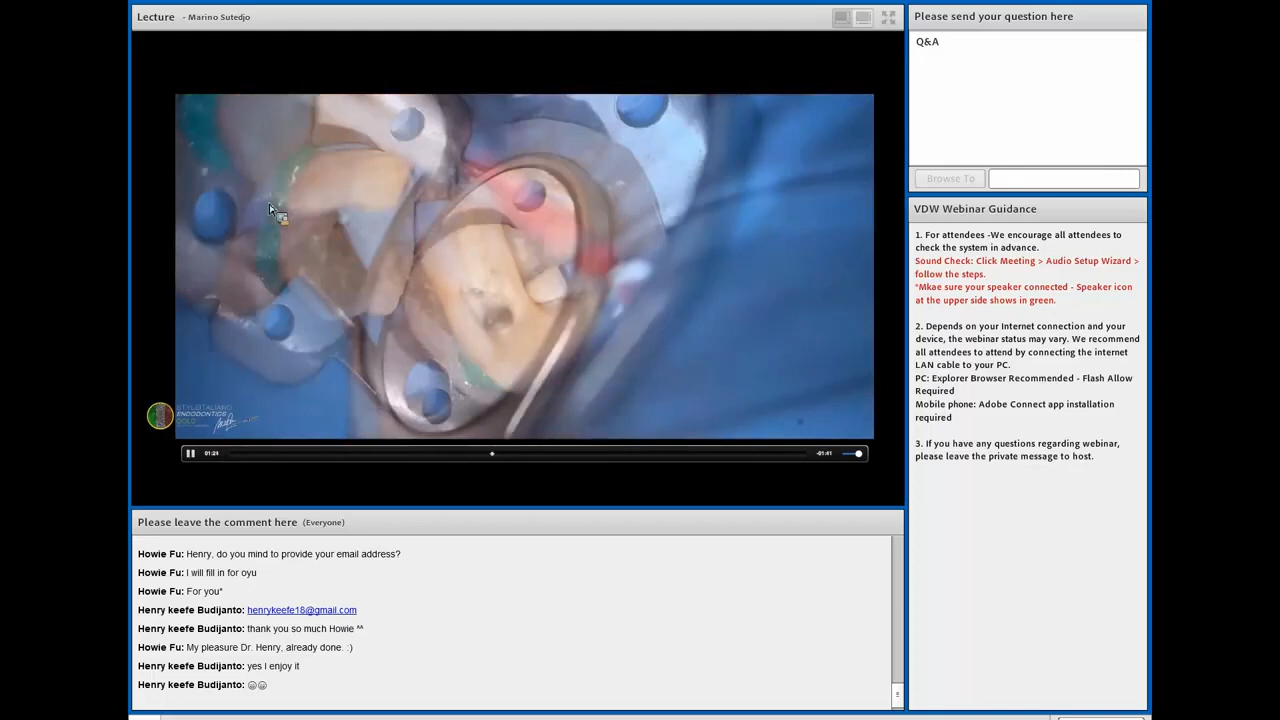 Lecture - Marino Sutedjo
STYLEITALIANO
ENDODONTICS
GOLD
01:24
-01:41
Please leave the comment here (Everyone)
Howie Fu: Henry, do you mind to provide your email address?
Howie Fu: I will fill in for oyu
Howie Fu: For you*
Henry keefe Budijanto: henrykeefe18@gmail.com
Henry keefe Budijanto: thank you so much Howie ^^
Howie Fu: My pleasure Dr. Henry, already done. :)
Henry keefe Budijanto: yes I enjoy it
Henry keefe Budijanto: 😄😄
Please send your question here
Q&A
Browse To
VDW Webinar Guidance
1. For attendees -We encourage all attendees to
check the system in advance.
Sound Check: Click Meeting > Audio Setup Wizard >
follow the steps.
*Mkae sure your speaker connected - Speaker icon
at the upper side shows in green.
2. Depends on your Internet connection and your
device, the webinar status may vary. We recommend
all attendees to attend by connecting the internet
LAN cable to your PC.
PC: Explorer Browser Recommended - Flash Allow
Required
Mobile phone: Adobe Connect app installation
required
3. If you have any questions regarding webinar,
please leave the private message to host.